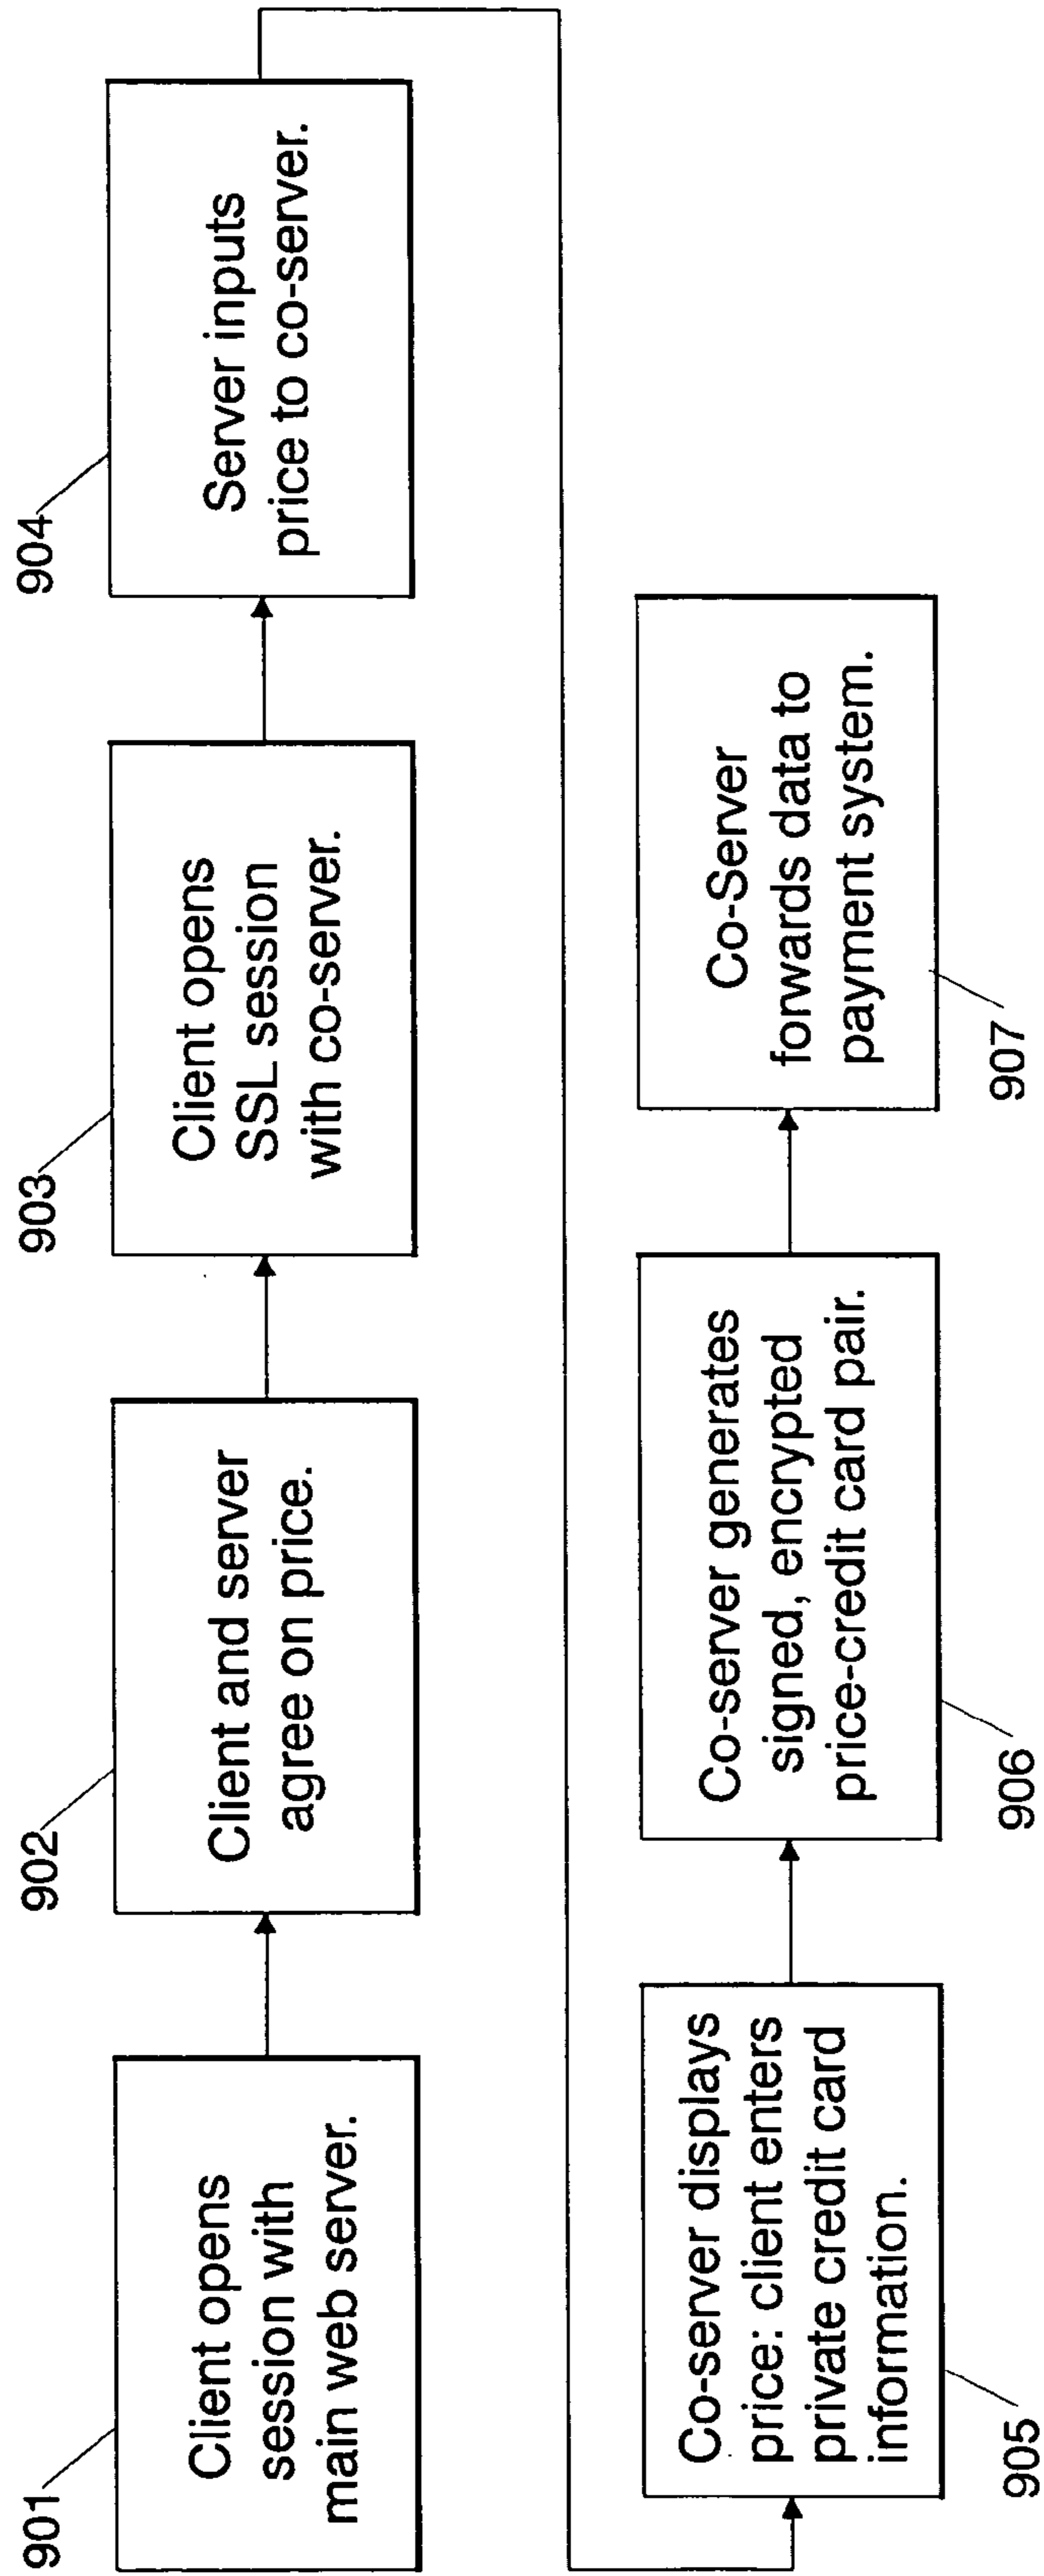 901
Client opens
session with
main web server.
902
Client and server
agree on price.
903
Client opens
SSL session
with co-server.
904
Server inputs
price to co-server.
Co-server displays
price: client enters
private credit card
information.
905
Co-server generates
signed, encrypted
price-credit card pair.
906
Co-Server
forwards data to
payment system.
907